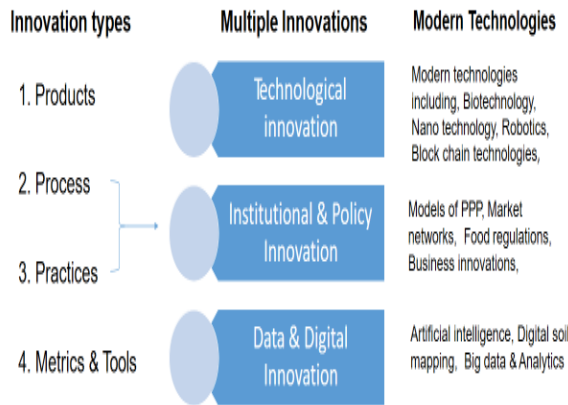 Innovation types
Multiple Innovations
Modern Technologies
1. Products
Technological
innovation
Modern technologies
including, Biotechnology,
Nano technology, Robotics,
Block chain technologies,
2. Process
3. Practices
Institutional & Policy
Innovation
Models of PPP, Market
networks, Food regulations,
Business innovations,
4. Metrics & Tools
Data & Digital
Innovation
Artificial intelligence, Digital soil
mapping, Big data & Analytics